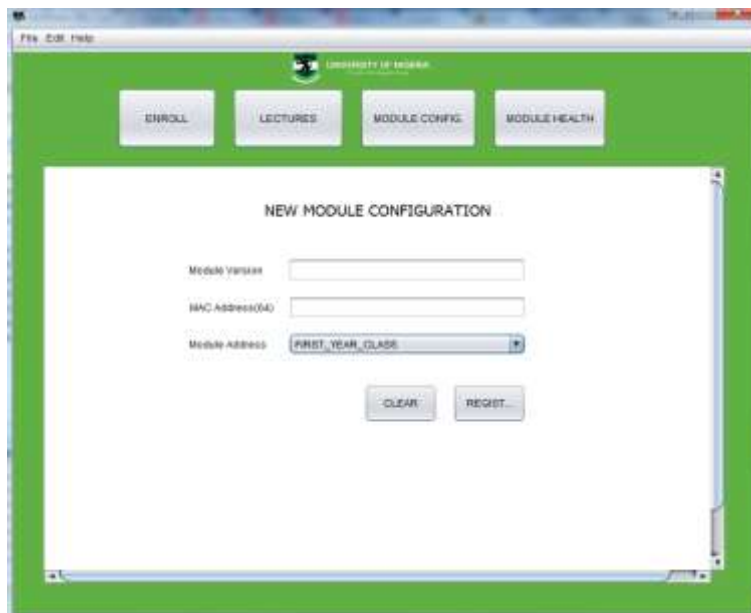 File Edit Help
UNIVERSITY OF NIGERIA
ENROLL LECTURES MODULE CONFIG. MODULE HEALTH
NEW MODULE CONFIGURATION
Module Version
MAC Address(64)
Module Address FIRST_YEAR_CLASS
CLEAR REGIST...